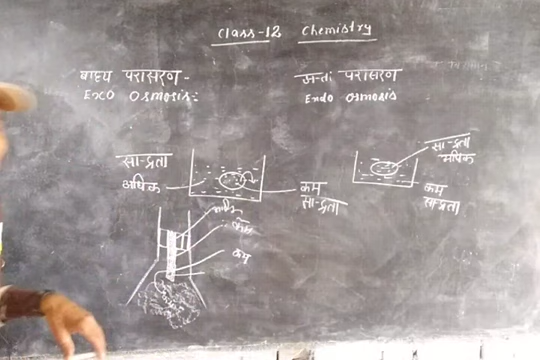 Class-12 Chemistry
बाह्य परासरण -
Exo Osmosis:
अन्तः परासरण
Endo Osmosis
सान्द्रता
अधिक
कम
सान्द्रता
सान्द्रता
अधिक
कम
सान्द्रता
कम